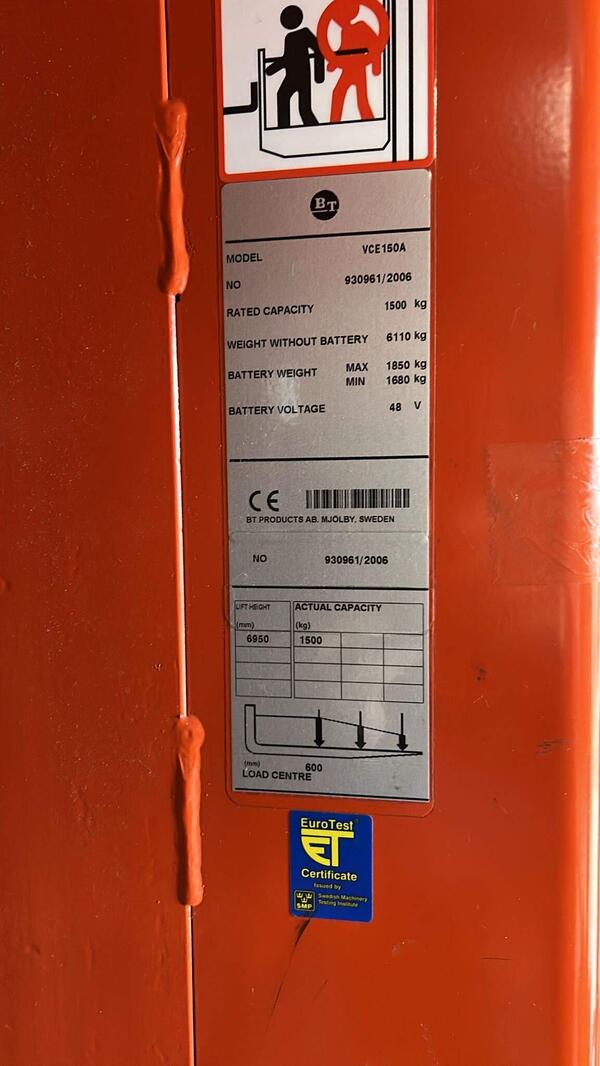 BT
MODEL VCE150A
NO 930961/2006
RATED CAPACITY 1500 kg
WEIGHT WITHOUT BATTERY 6110 kg
BATTERY WEIGHT MAX 1850 kg
MIN 1680 kg
BATTERY VOLTAGE 48 V
CE
BT PRODUCTS AB. MJÖLBY. SWEDEN
NO 930961/2006
LIFT HEIGHT ACTUAL CAPACITY
(mm) (kg)
6950 1500
(mm) 600
LOAD CENTRE
EuroTest
ET
Certificate
Issued by
SMP Swedish Machinery
Testing Institute